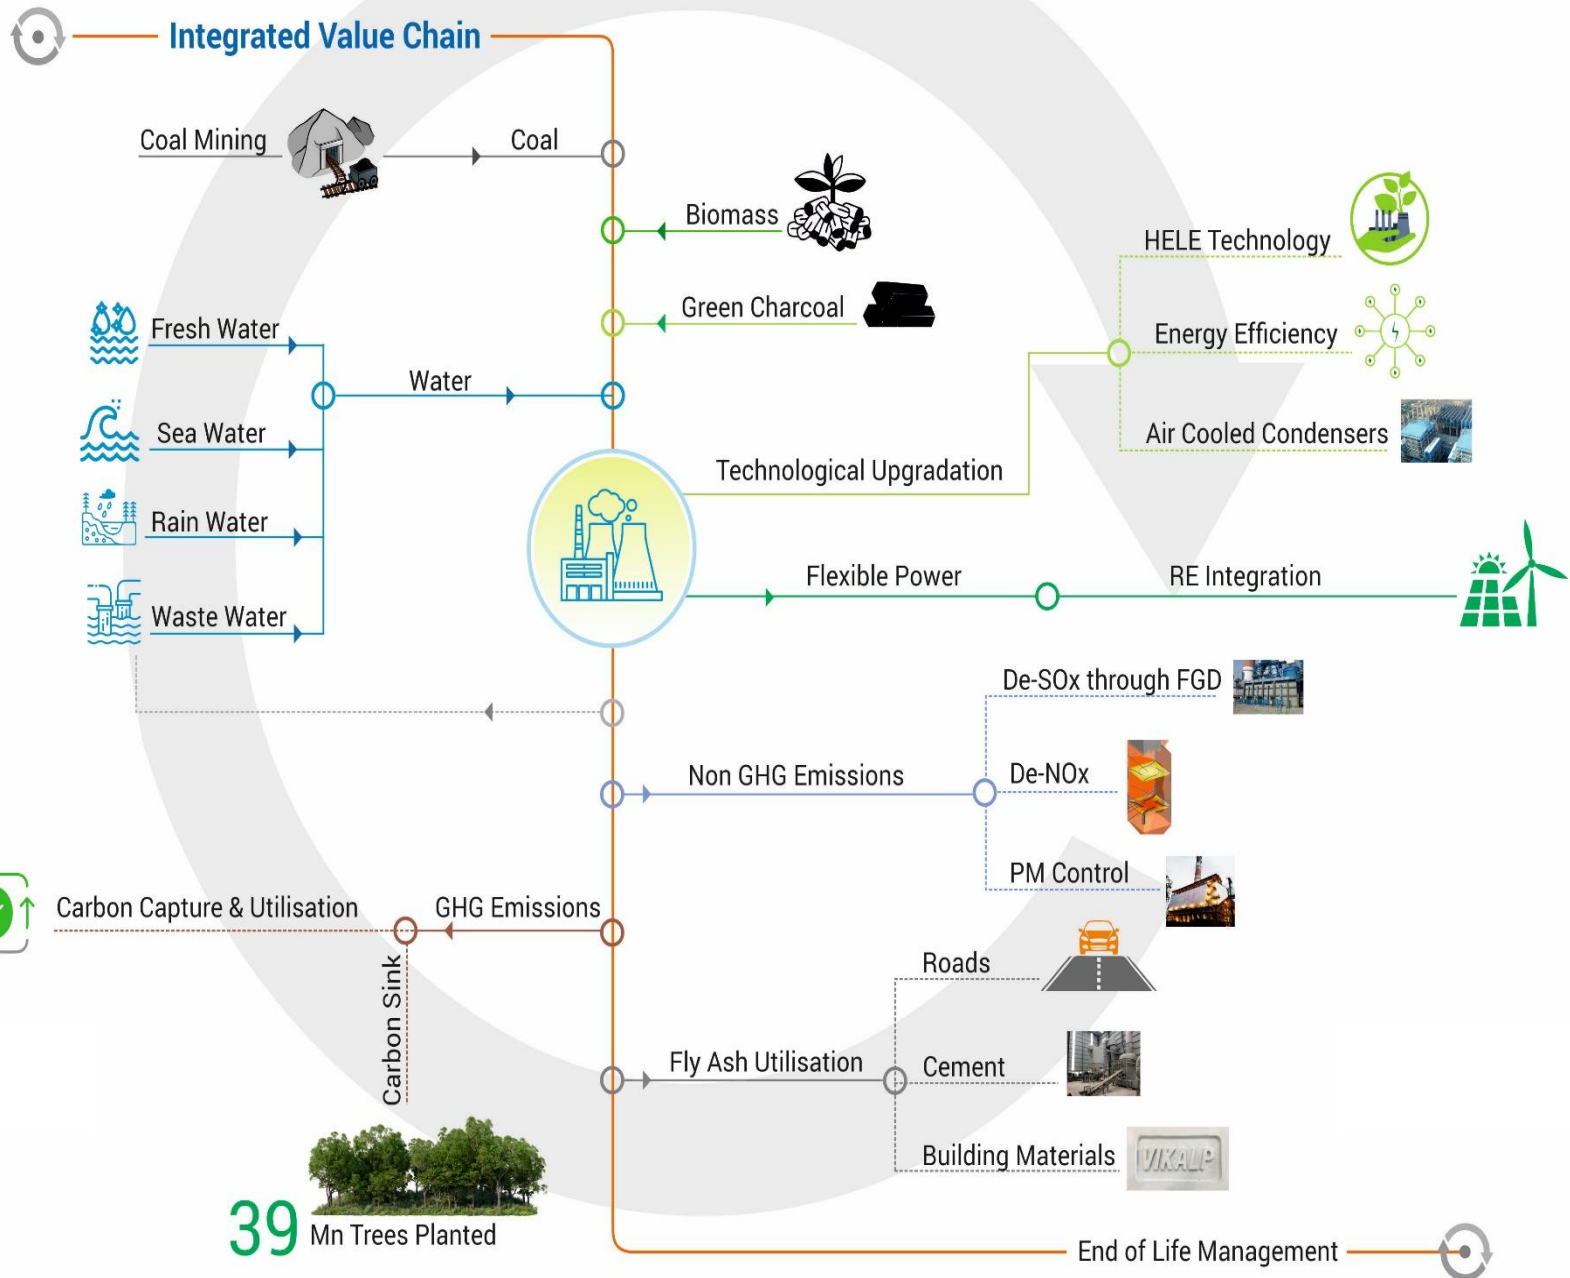 Integrated Value Chain
Coal Mining
Coal
Biomass
Green Charcoal
HELE Technology
Energy Efficiency
Air Cooled Condensers
Fresh Water
Water
Sea Water
Rain Water
Waste Water
Technological Upgradation
Flexible Power
RE Integration
De-SOx through FGD
Non GHG Emissions
De-NOx
PM Control
Carbon Capture & Utilisation
GHG Emissions
Carbon Sink
Roads
Fly Ash Utilisation
Cement
Building Materials
VIKALP
39 Mn Trees Planted
End of Life Management